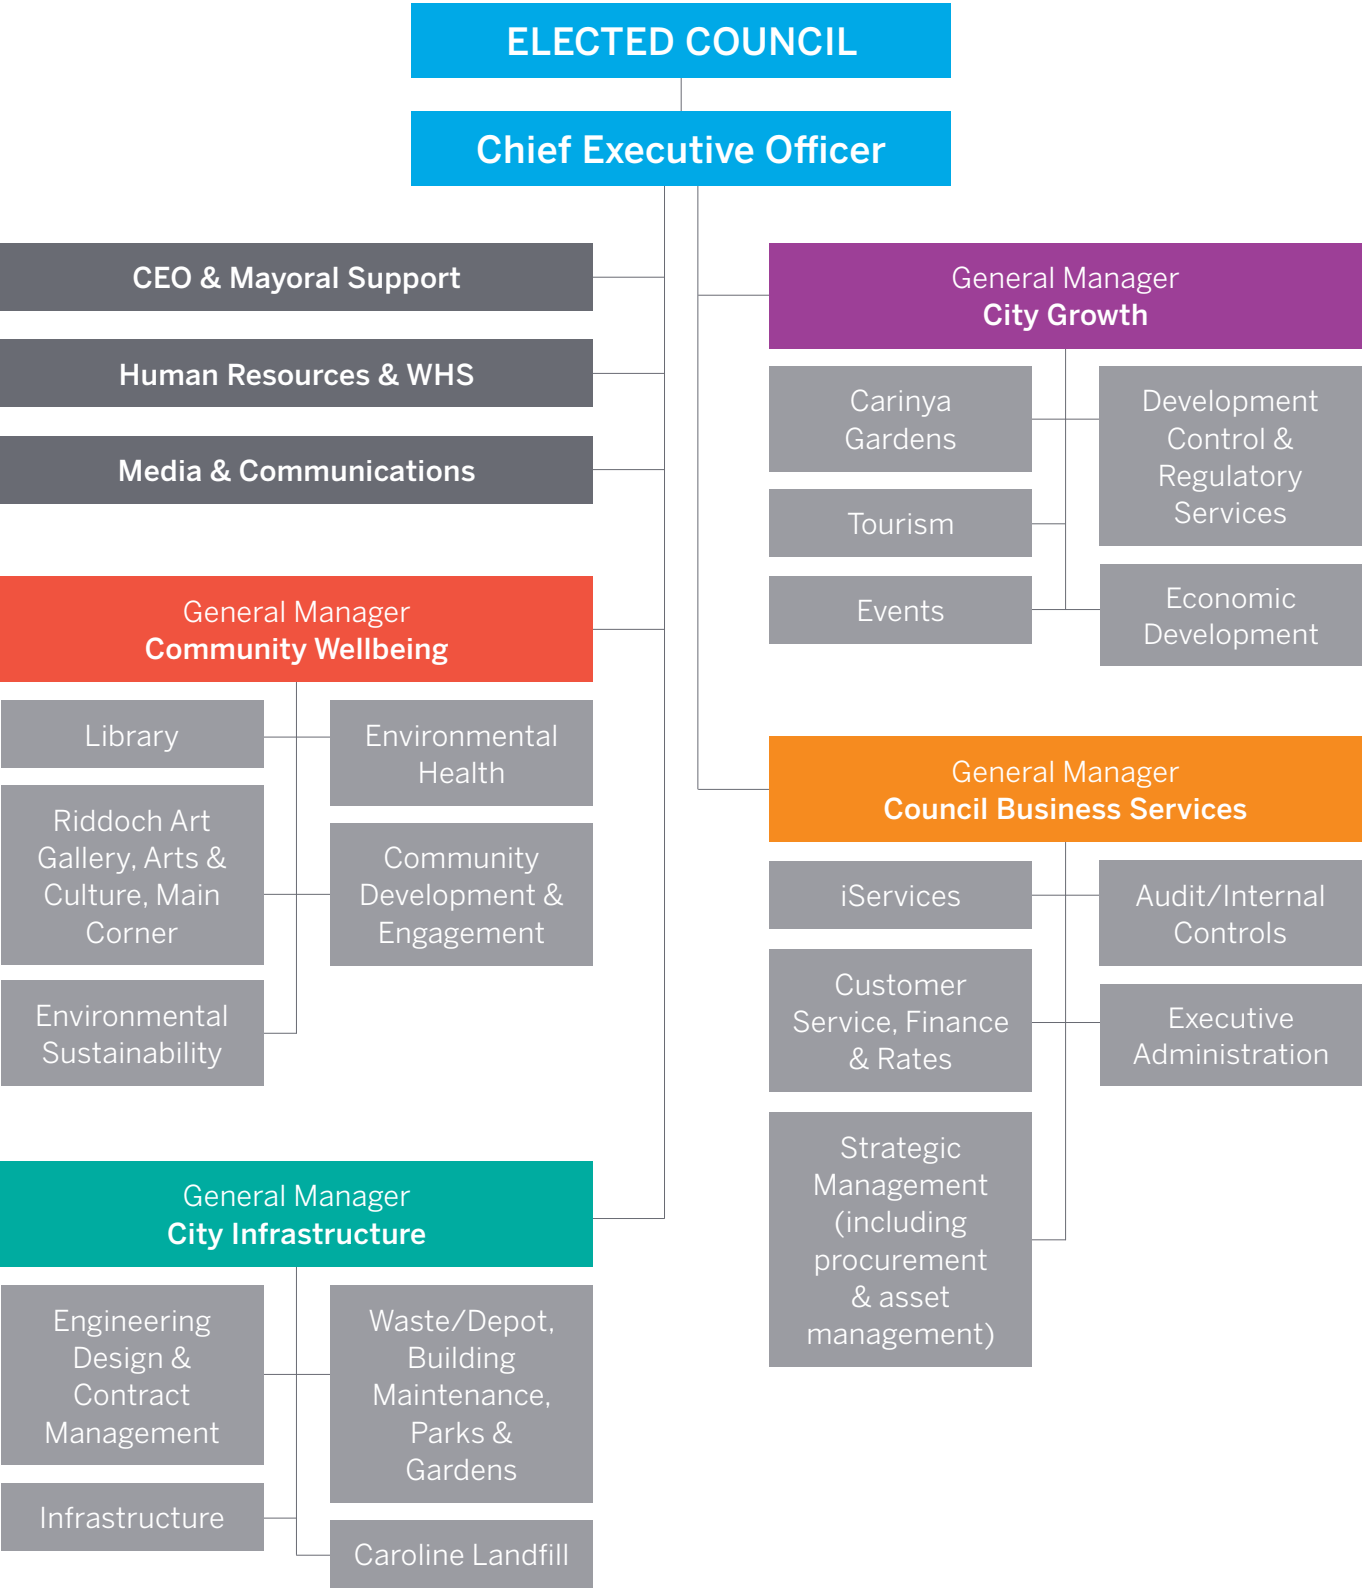 ELECTED COUNCIL
Chief Executive Officer
CEO & Mayoral Support
Human Resources & WHS
Media & Communications
General Manager
Community Wellbeing
Library
Environmental
Health
Riddoch Art
Gallery, Arts &
Culture, Main
Corner
Community
Development &
Engagement
Environmental
Sustainability
General Manager
City Infrastructure
Engineering
Design &
Contract
Management
Waste/Depot,
Building
Maintenance,
Parks &
Gardens
Infrastructure
Caroline Landfill
General Manager
City Growth
Carinya
Gardens
Development
Control &
Regulatory
Services
Tourism
Events
Economic
Development
General Manager
Council Business Services
iServices
Audit/Internal
Controls
Customer
Service, Finance
& Rates
Executive
Administration
Strategic
Management
(including
procurement
& asset
management)